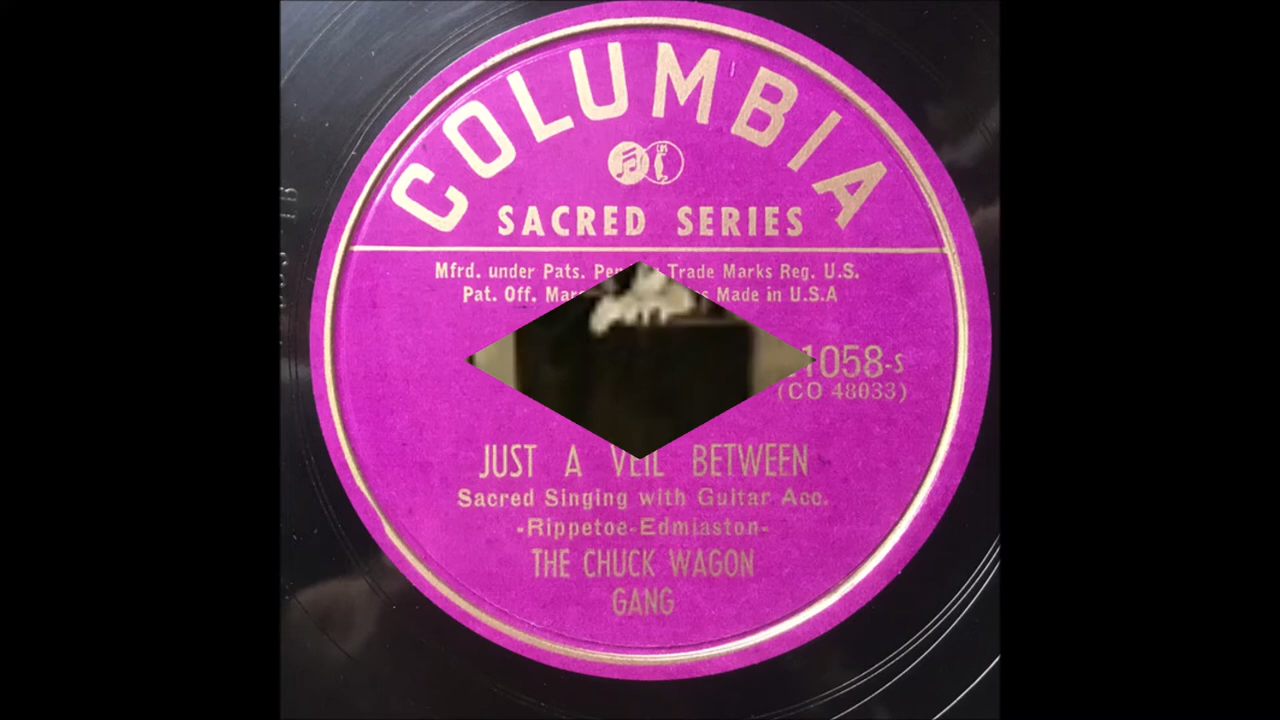 COLUMBIA
SACRED SERIES
Mfrd. under Pats. Trade Marks Reg. U.S.
Pat. Off. Made in U.S.A
1058-S
(CO 48033)
JUST A VEIL BETWEEN
Sacred Singing with Guitar Acc.
-Rippetoe-Edmiaston-
THE CHUCK WAGON
GANG